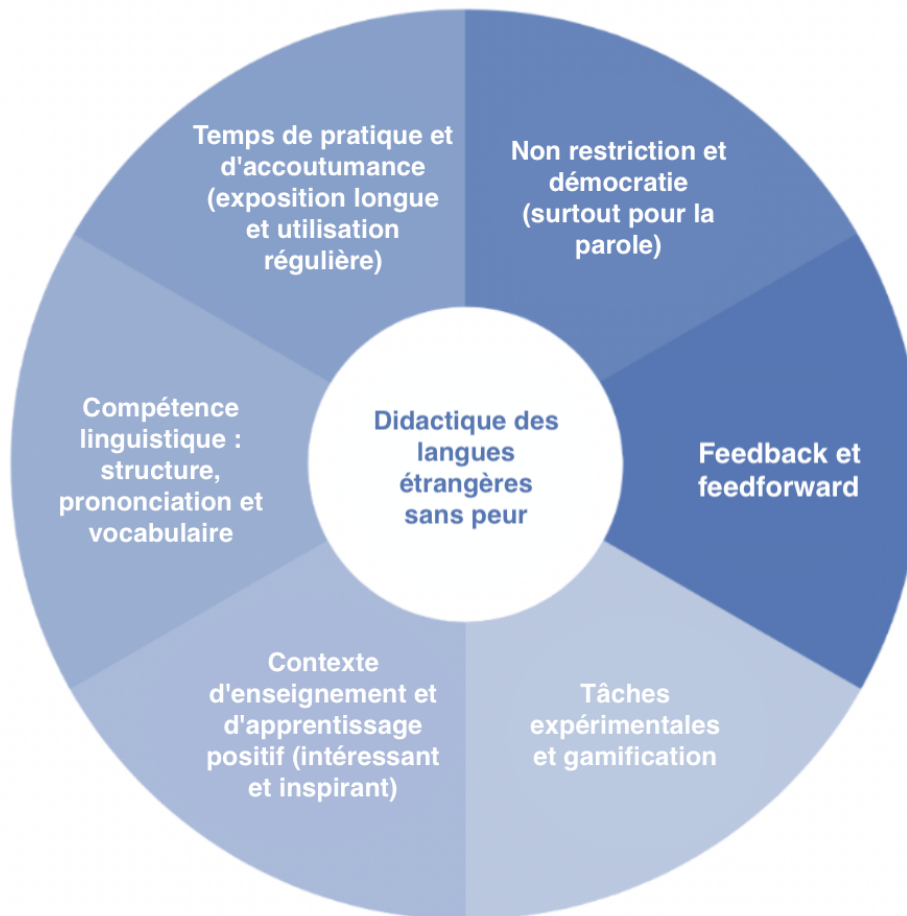 Temps de pratique et
d'accoutumance
(exposition longue
et utilisation
régulière)
Non restriction et
démocratie
(surtout pour la
parole)
Compétence
linguistique :
structure,
prononciation et
vocabulaire
Didactique des
langues
étrangères
sans peur
Feedback et
feedforward
Contexte
d'enseignement et
d'apprentissage
positif (intéressant
et inspirant)
Tâches
expérimentales
et gamification